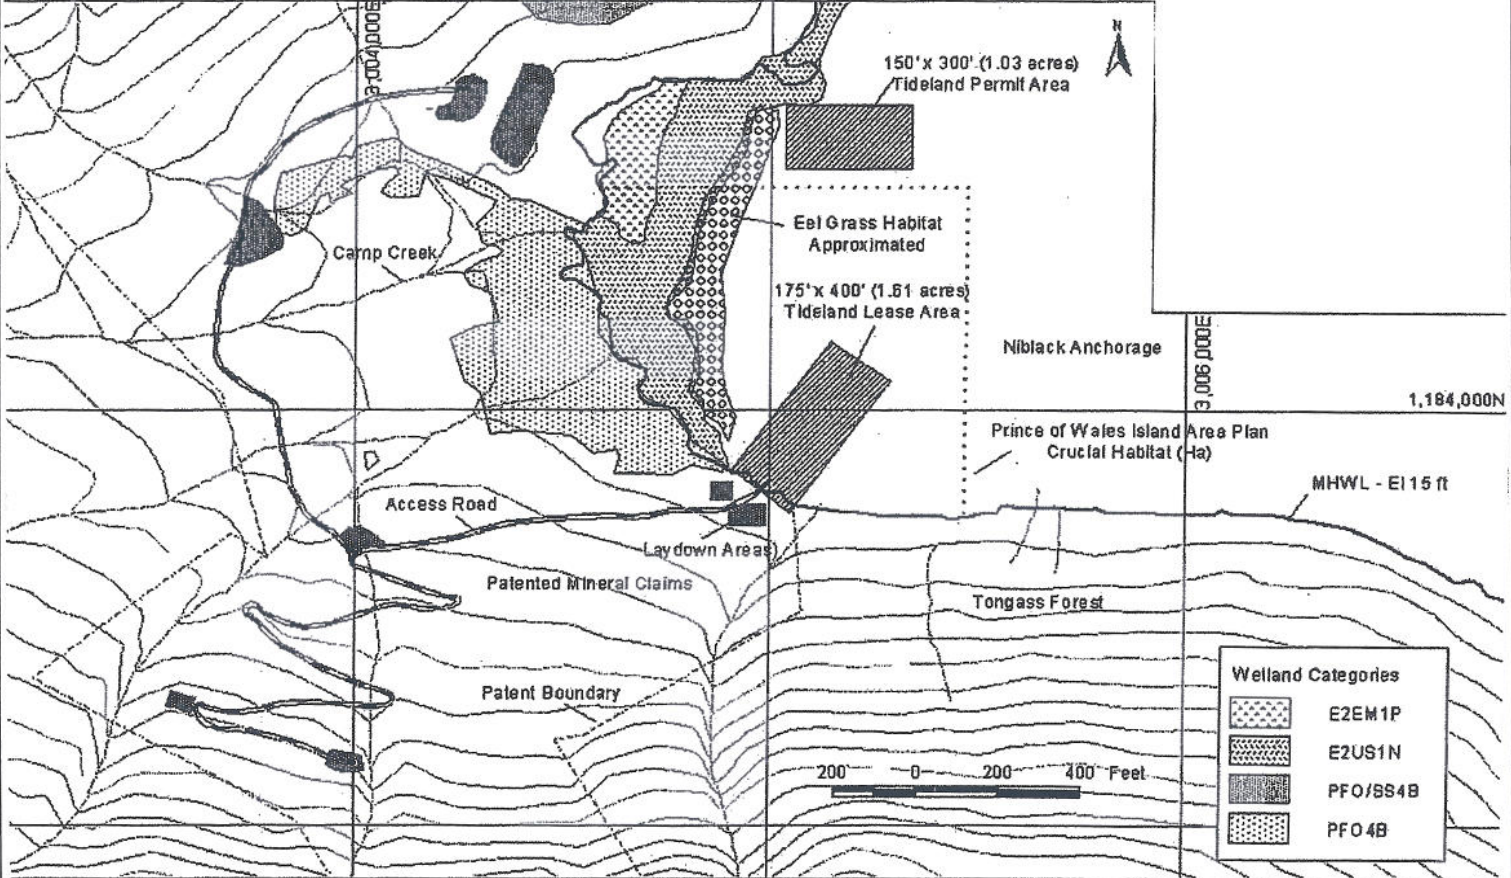 3,004,000E
N
150' x 300' (1.03 acres)
Tideland Permit Area
Eel Grass Habitat
Approximated
Camp Creek
175' x 400' (1.61 acres)
Tideland Lease Area
Niblack Anchorage
3,006,000E
1,184,000N
Prince of Wales Island Area Plan
Crucial Habitat (Ha)
MHWL - El 15 ft
Access Road
Laydown Areas)
Patented Mineral Claims
Tongass Forest
Patent Boundary
Wetland Categories
E2EM1P
E2US1N
PFO/SS4B
PFO4B
200 0 200 400 Feet